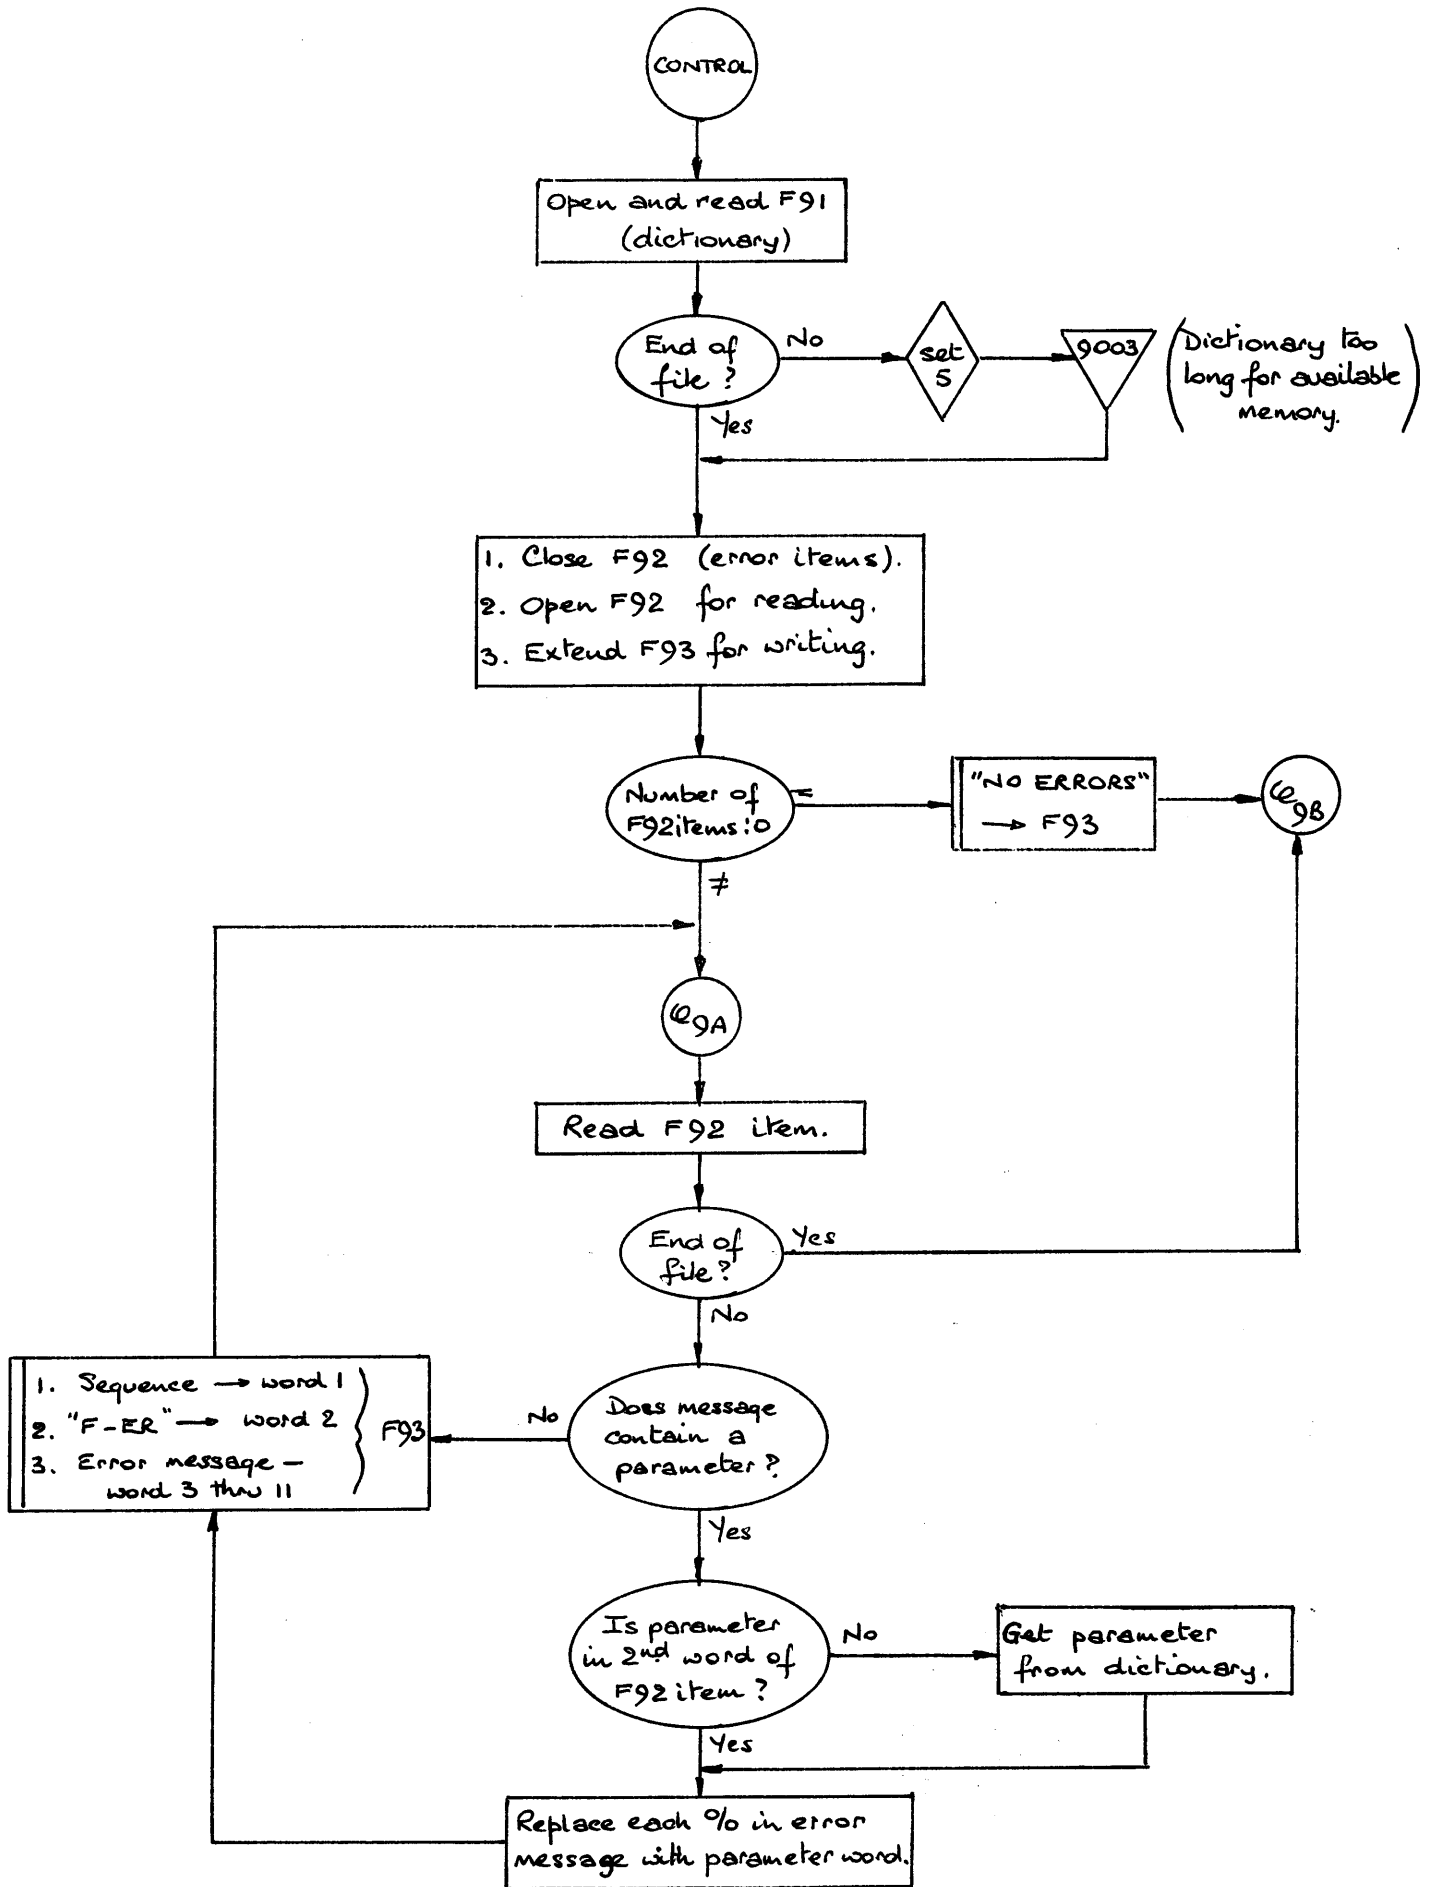 CONTROL
Open and read F91
(dictionary)
End of
file?
No
set
5
9003
(Dictionary too
long for available
memory.)
Yes
1. Close F92 (error items).
2. Open F92 for reading.
3. Extend F93 for writing.
Number of
F92 items:0
=
"NO ERRORS"
→ F93
φ9B
≠
φ9A
Read F92 item.
End of
file?
Yes
No
Does message
contain a
parameter?
No
1. Sequence → word 1
2. "F-ER" → word 2
3. Error message –
word 3 thru 11
F93
Yes
Is parameter
in 2nd word of
F92 item?
No
Get parameter
from dictionary.
Yes
Replace each % in error
message with parameter word.